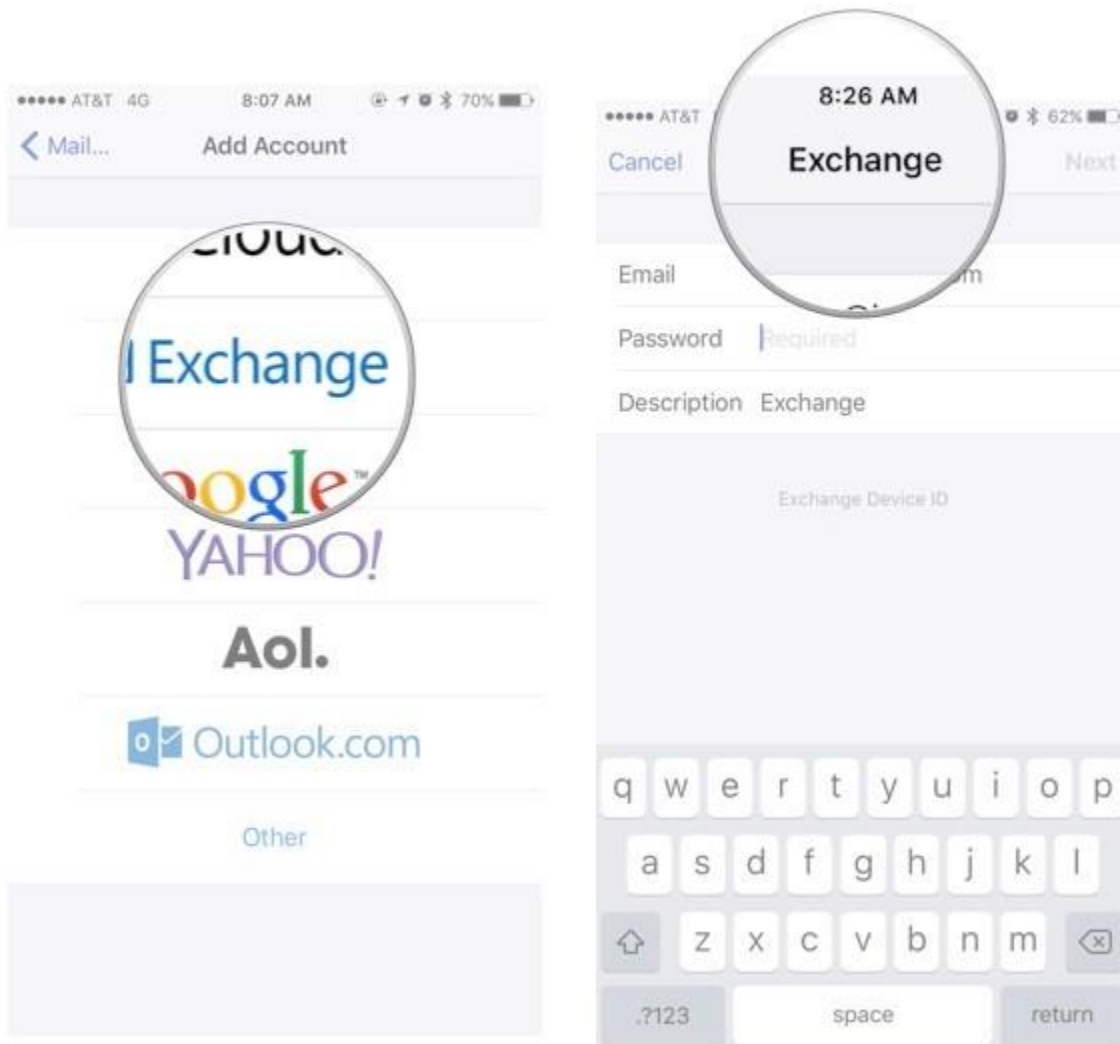 AT&T 4G 8:07 AM 70%
Mail... Add Account
Exchange
YAHOO!
Aol.
Outlook.com
Other
AT&T 8:26 AM 62%
Cancel Exchange Next
Email
Password Required
Description Exchange
Exchange Device ID
q w e r t y u i o p
a s d f g h j k l
z x c v b n m
.?123 space return